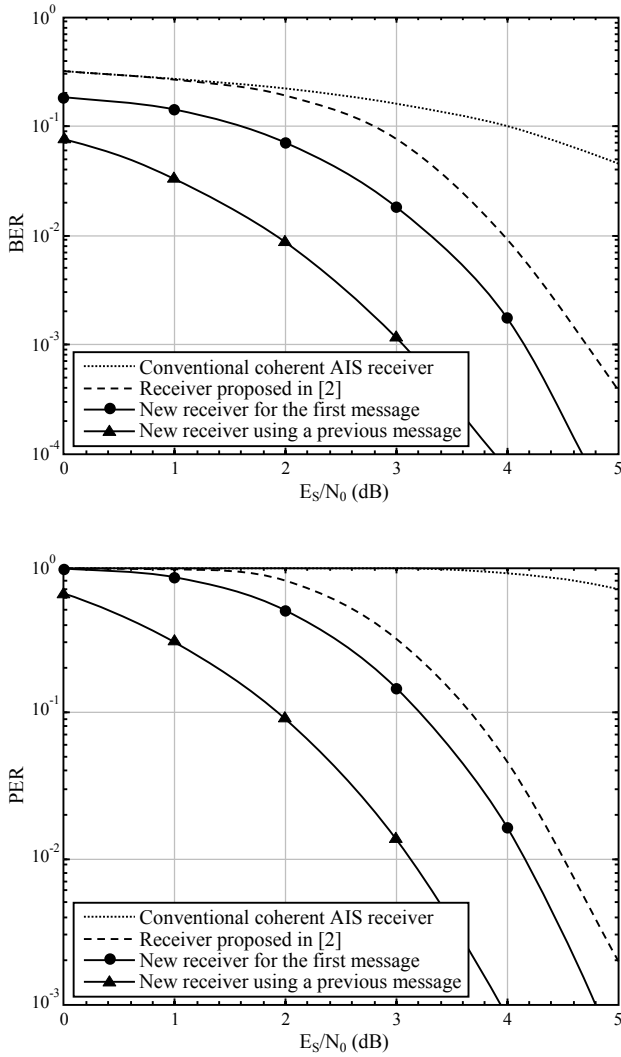 10^0
10^-1
10^-2
10^-3
10^-4
BER
Conventional coherent AIS receiver
Receiver proposed in [2]
New receiver for the first message
New receiver using a previous message
0 1 2 3 4 5
E_S/N_0 (dB)
10^0
10^-1
10^-2
10^-3
PER
Conventional coherent AIS receiver
Receiver proposed in [2]
New receiver for the first message
New receiver using a previous message
0 1 2 3 4 5
E_S/N_0 (dB)